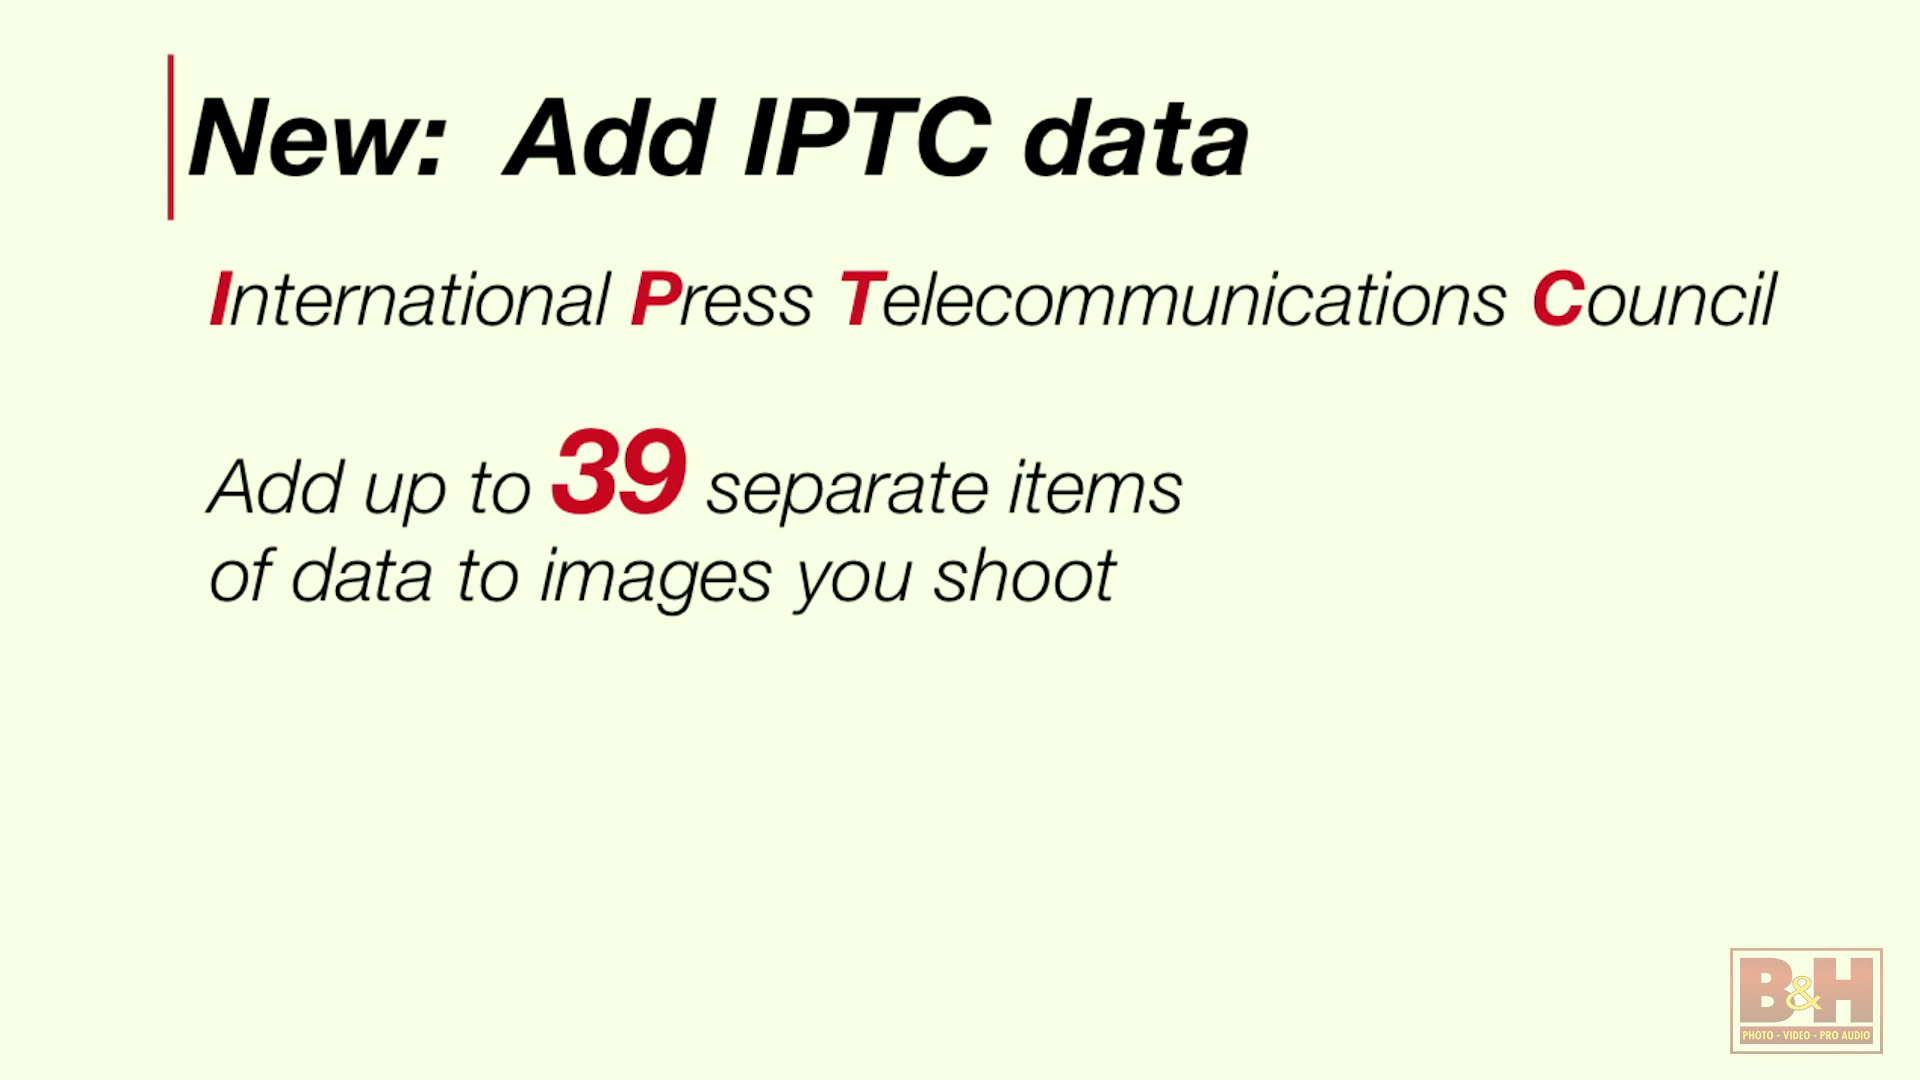 New: Add IPTC data
International Press Telecommunications Council
Add up to 39 separate items
of data to images you shoot
B&H
PHOTO - VIDEO - PRO AUDIO